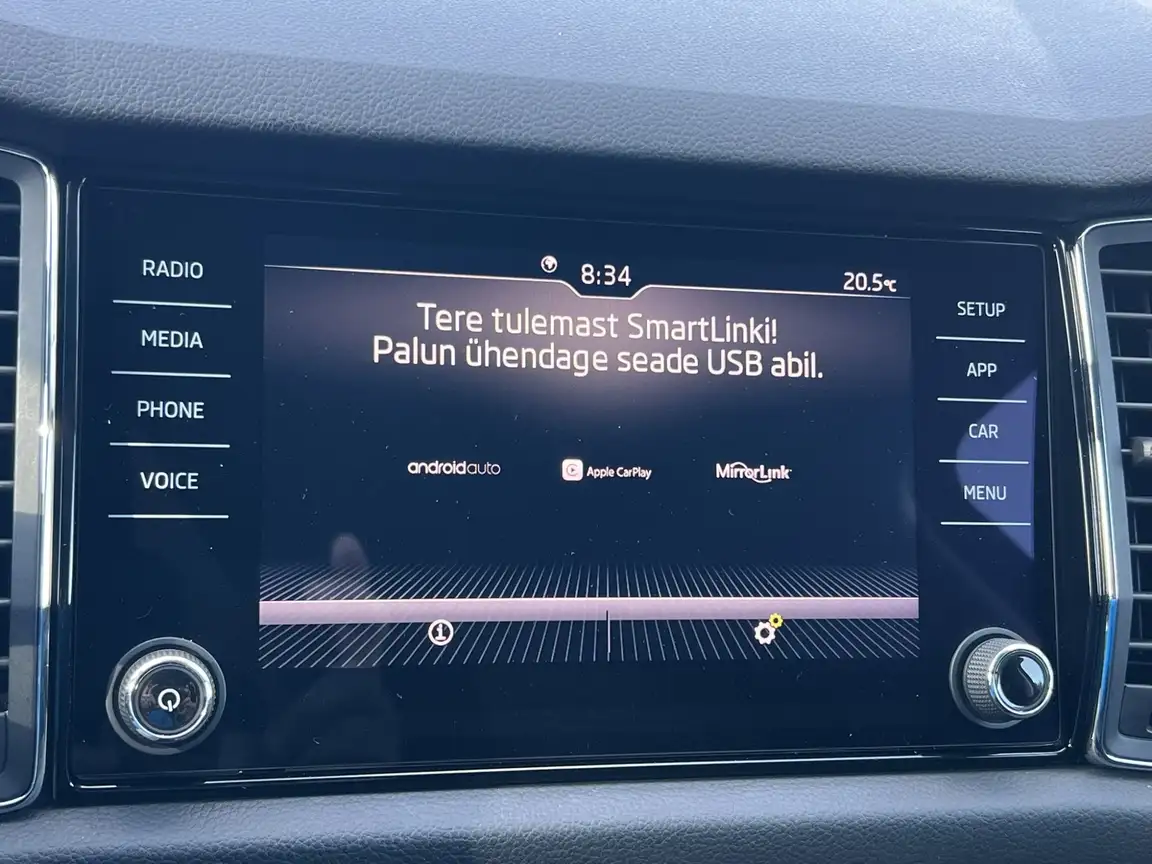 RADIO
MEDIA
PHONE
VOICE
8:34
20.5°C
Tere tulemast SmartLinki!
Palun ühendage seade USB abil.
androidauto
Apple CarPlay
MirrorLink
SETUP
APP
CAR
MENU